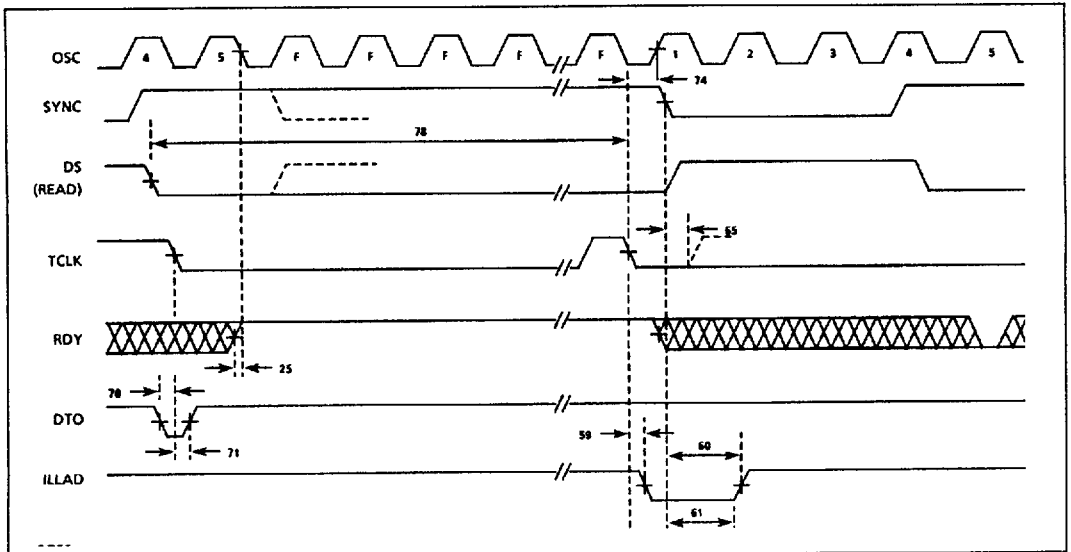 OSC 4 5 F F F F F 1 2 3 4 5
74
SYNC
78
DS
(READ)
65
TCLK
RDY
25
70
DTO
59 60
71
ILLAD
61